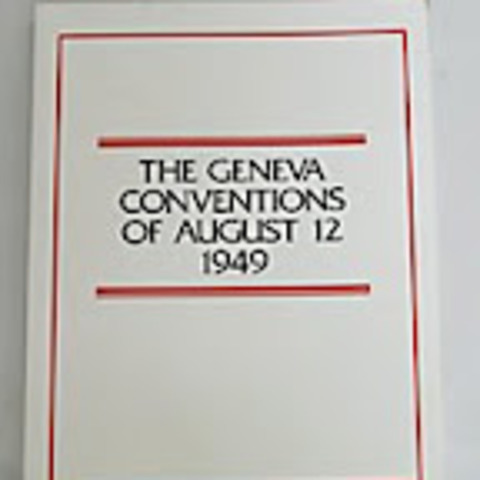 THE GENEVA
CONVENTIONS
OF AUGUST 12
1949